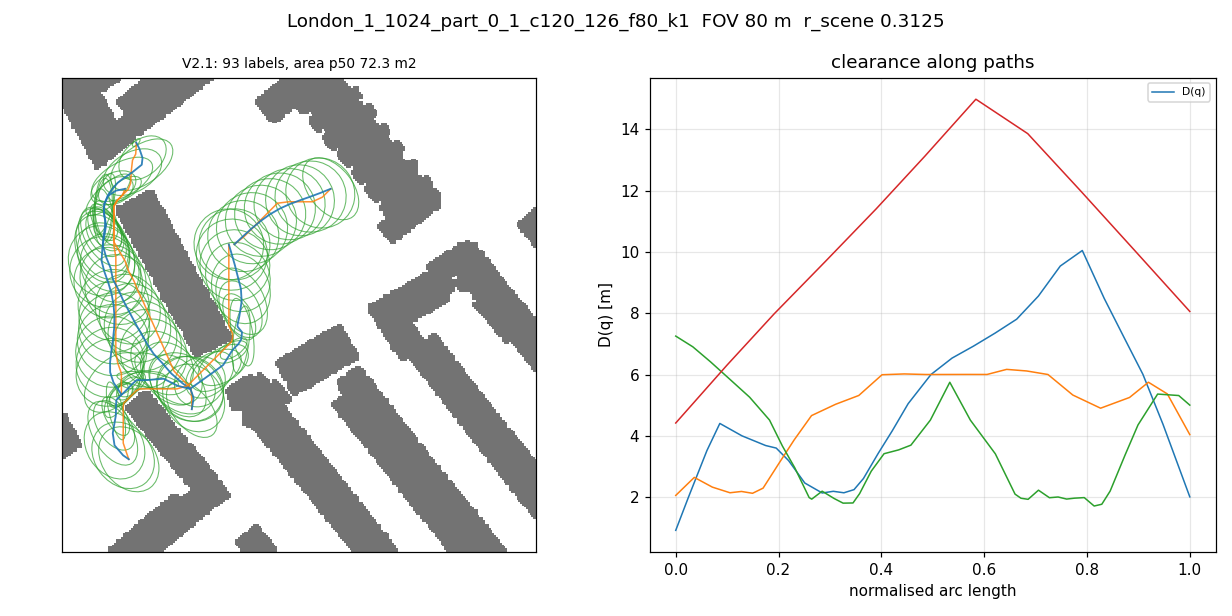 London_1_1024_part_0_1_c120_126_f80_k1  FOV 80 m  r_scene 0.3125
V2.1: 93 labels, area p50 72.3 m2
clearance along paths
D(q)
14
12
10
8
6
4
2
D(q) [m]
0.0 0.2 0.4 0.6 0.8 1.0
normalised arc length